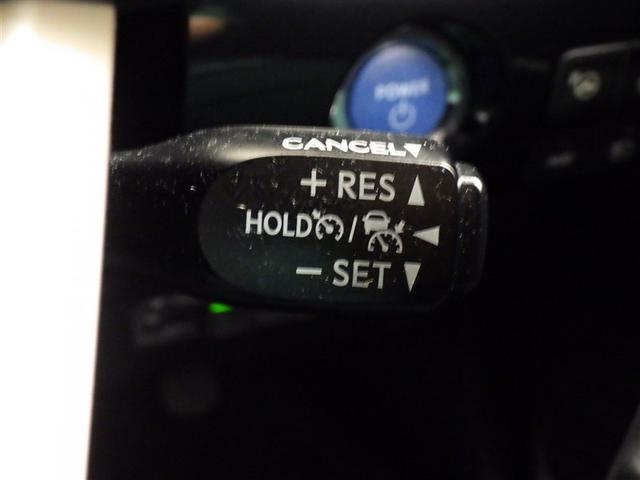 POWER
CANCEL▼
+ RES ▲
HOLD / ◀
− SET ▼